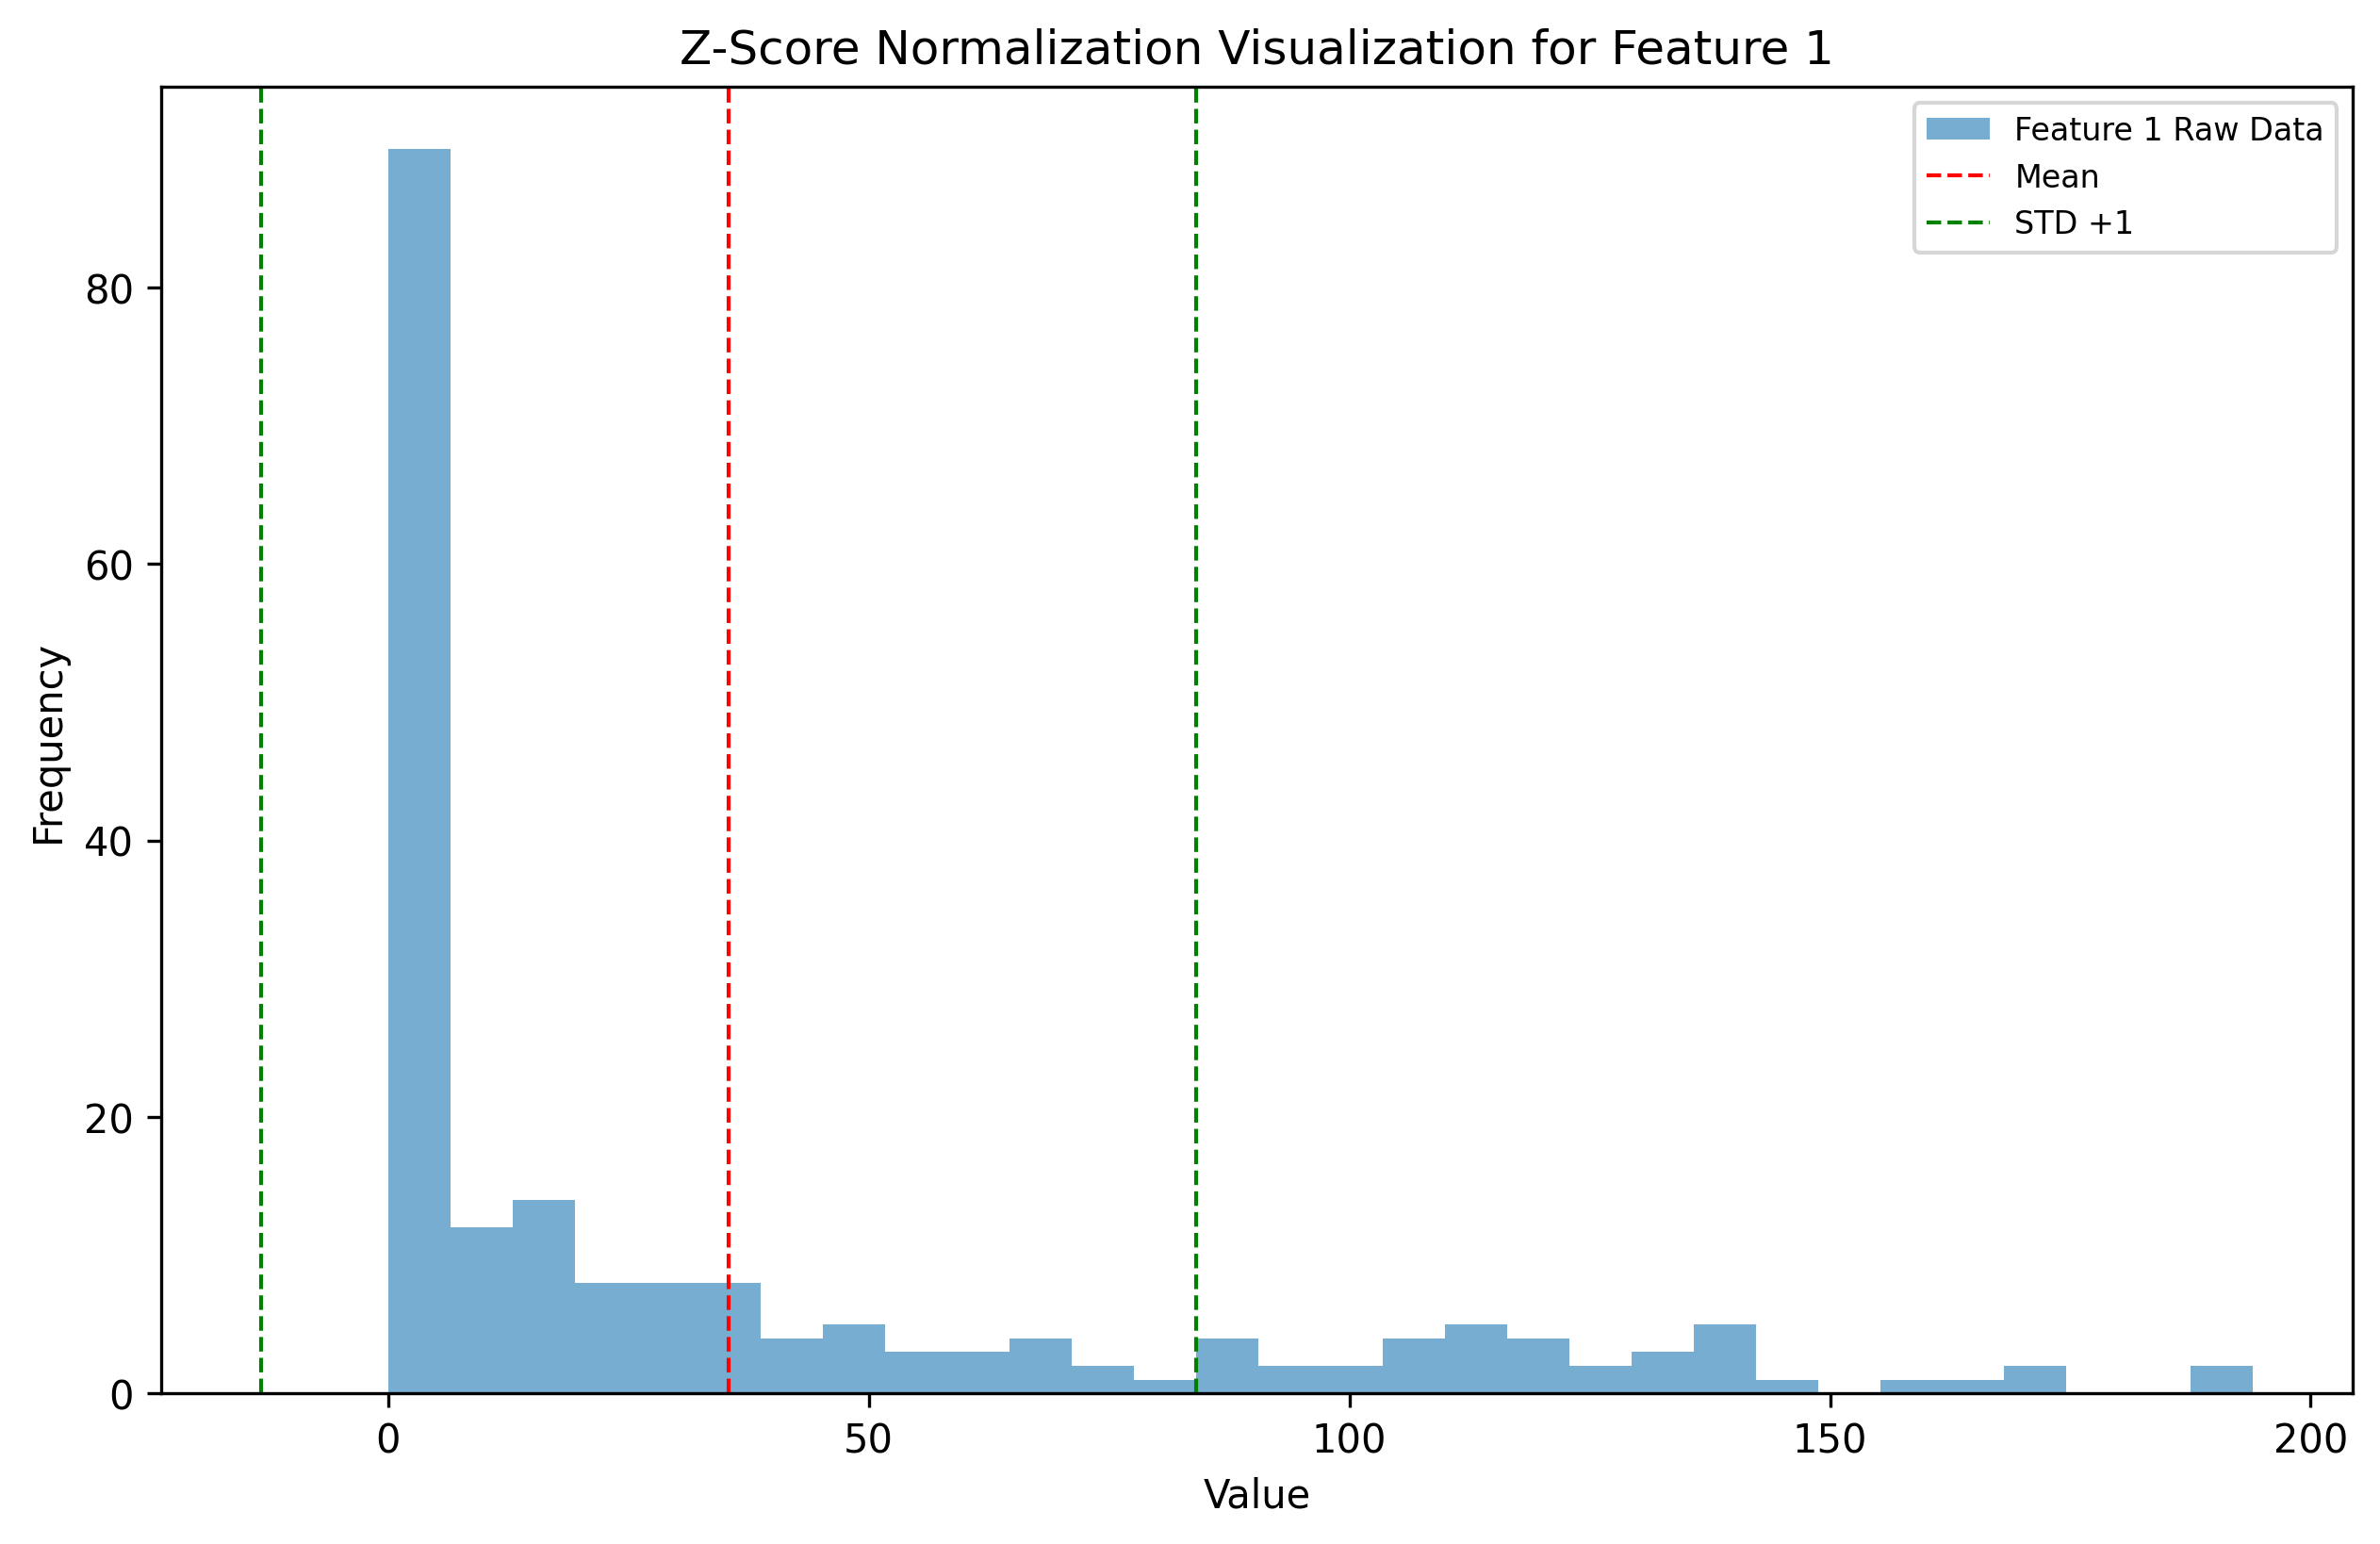 Z-Score Normalization Visualization for Feature 1
Feature 1 Raw Data
Mean
STD +1
Frequency
80
60
40
20
0
0 50 100 150 200
Value